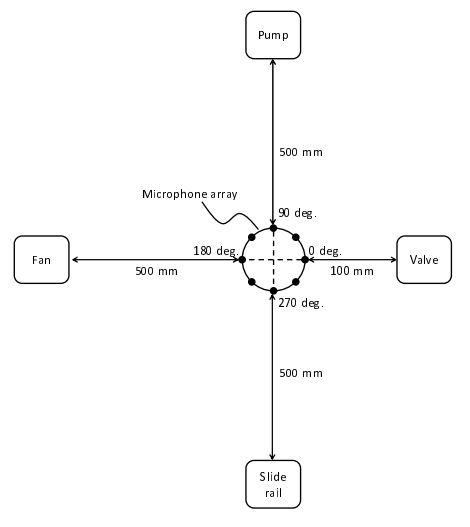 Pump
500 mm
Microphone array
90 deg.
180 deg.
0 deg.
Fan
500 mm
100 mm
Valve
270 deg.
500 mm
Slide
rail